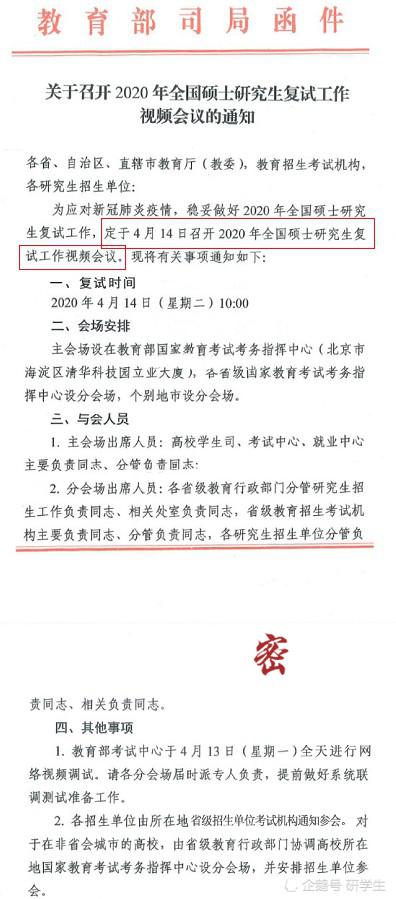 教育部司局函件
关于召开2020年全国硕士研究生复试工作
视频会议的通知
各省、自治区、直辖市教育厅（教委），教育招生考试机构，
各研究生招生单位：
为应对新冠肺炎疫情，稳妥做好2020年全国硕士研究
生复试工作，定于4月14日召开2020年全国硕士研究生复
试工作视频会议。现将有关事项通知如下：
一、复试时间
2020年4月14日（星期二）10:00
二、会场安排
主会场设在教育部国家教育考试考务指挥中心（北京市
海淀区清华科技园立业大厦），各省级国家教育考试考务指
挥中心设分会场，个别地市设分会场。
三、与会人员
1. 主会场出席人员：高校学生司、考试中心、就业中心
主要负责同志、分管负责同志；
2. 分会场出席人员：各省级教育行政部门分管研究生招
生工作负责同志、相关处室负责同志，省级教育招生考试机
构主要负责同志、分管负责同志，各研究生招生单位分管负
密
责同志、相关负责同志。
四、其他事项
1. 教育部考试中心于4月13日（星期一）全天进行网
络视频调试。请各分会场届时派专人负责，提前做好系统联
调测试准备工作。
2. 各招生单位由所在地省级招生单位考试机构通知参会。对
于在非省会城市的高校，由省级教育行政部门协调高校所在
地国家教育考试考务指挥中心设分会场，并安排招生单位参
会。
企鹅号 研学生